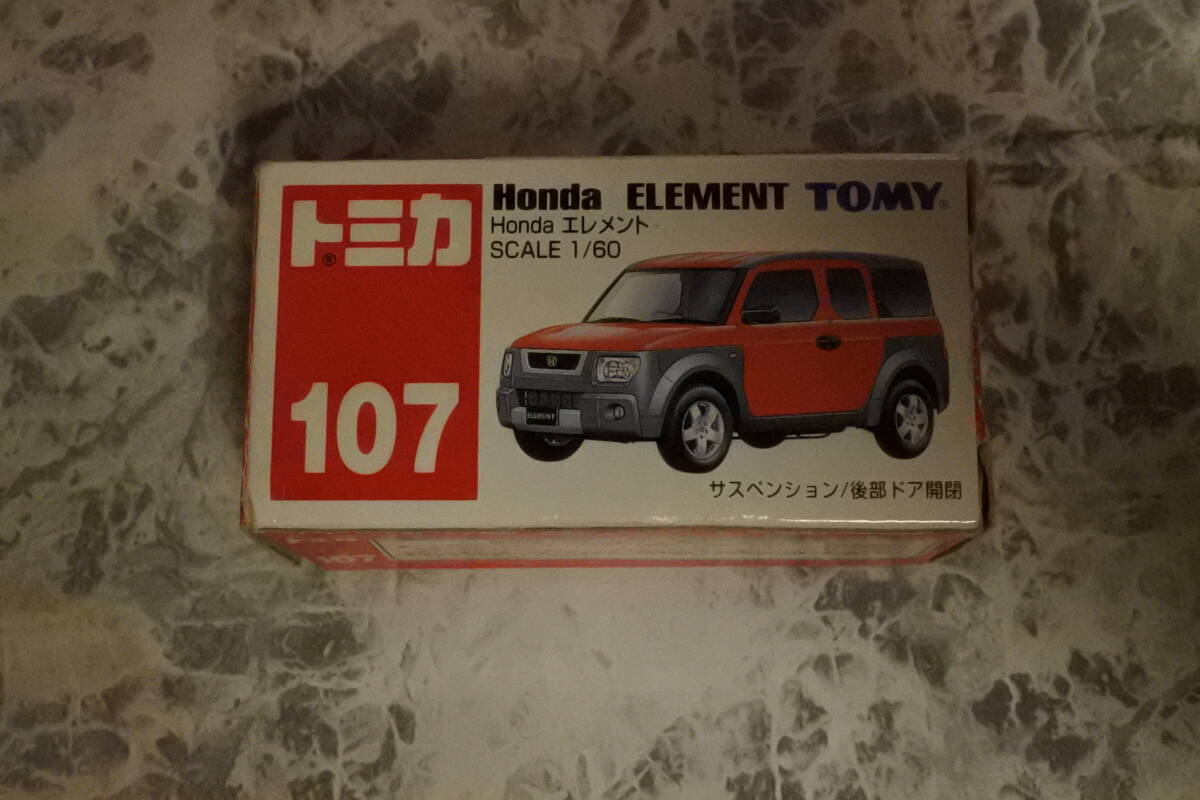 トミカ®
107
Honda ELEMENT TOMY®
Honda エレメント
SCALE 1/60
ELEMENT
サスペンション/後部ドア開閉
107